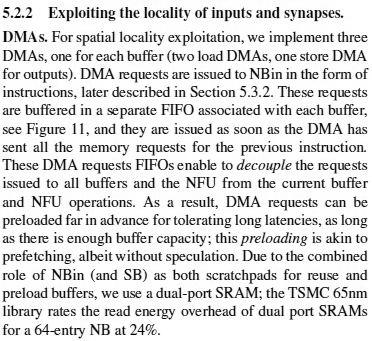 5.2.2 Exploiting the locality of inputs and synapses.
DMAs. For spatial locality exploitation, we implement three
DMAs, one for each buffer (two load DMAs, one store DMA
for outputs). DMA requests are issued to NBin in the form of
instructions, later described in Section 5.3.2. These requests
are buffered in a separate FIFO associated with each buffer,
see Figure 11, and they are issued as soon as the DMA has
sent all the memory requests for the previous instruction.
These DMA requests FIFOs enable to decouple the requests
issued to all buffers and the NFU from the current buffer
and NFU operations. As a result, DMA requests can be
preloaded far in advance for tolerating long latencies, as long
as there is enough buffer capacity; this preloading is akin to
prefetching, albeit without speculation. Due to the combined
role of NBin (and SB) as both scratchpads for reuse and
preload buffers, we use a dual-port SRAM; the TSMC 65nm
library rates the read energy overhead of dual port SRAMs
for a 64-entry NB at 24%.